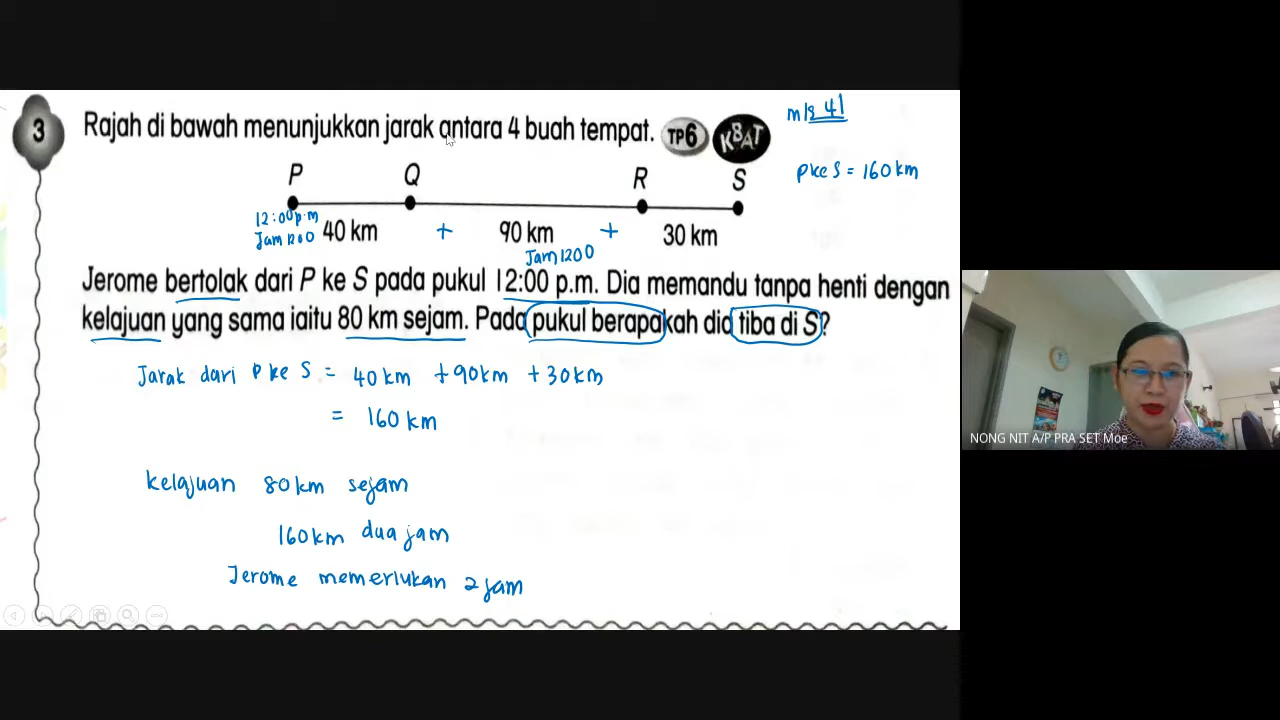 3
Rajah di bawah menunjukkan jarak antara 4 buah tempat. TP6 KBAT
m/s 41
P Q R S
P ke S = 160 km
12:00 p.m
Jam 1200
40 km + 90 km + 30 km
Jam 1200
Jerome bertolak dari P ke S pada pukul 12:00 p.m. Dia memandu tanpa henti dengan
kelajuan yang sama iaitu 80 km sejam. Pada pukul berapakah dia tiba di S?
Jarak dari P ke S = 40 km + 90 km + 30 km
= 160 km
kelajuan 80 km sejam
160 km dua jam
Jerome memerlukan 2 jam
NONG NIT A/P PRA SET Moe